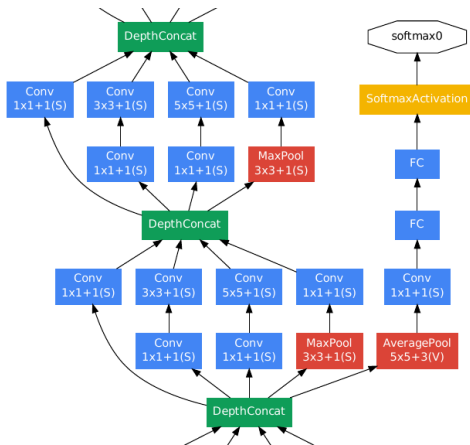 DepthConcat
softmax0
Conv
1x1+1(S)
Conv
3x3+1(S)
Conv
5x5+1(S)
Conv
1x1+1(S)
SoftmaxActivation
Conv
1x1+1(S)
Conv
1x1+1(S)
MaxPool
3x3+1(S)
FC
DepthConcat
FC
Conv
1x1+1(S)
Conv
3x3+1(S)
Conv
5x5+1(S)
Conv
1x1+1(S)
Conv
1x1+1(S)
Conv
1x1+1(S)
Conv
1x1+1(S)
MaxPool
3x3+1(S)
AveragePool
5x5+3(V)
DepthConcat